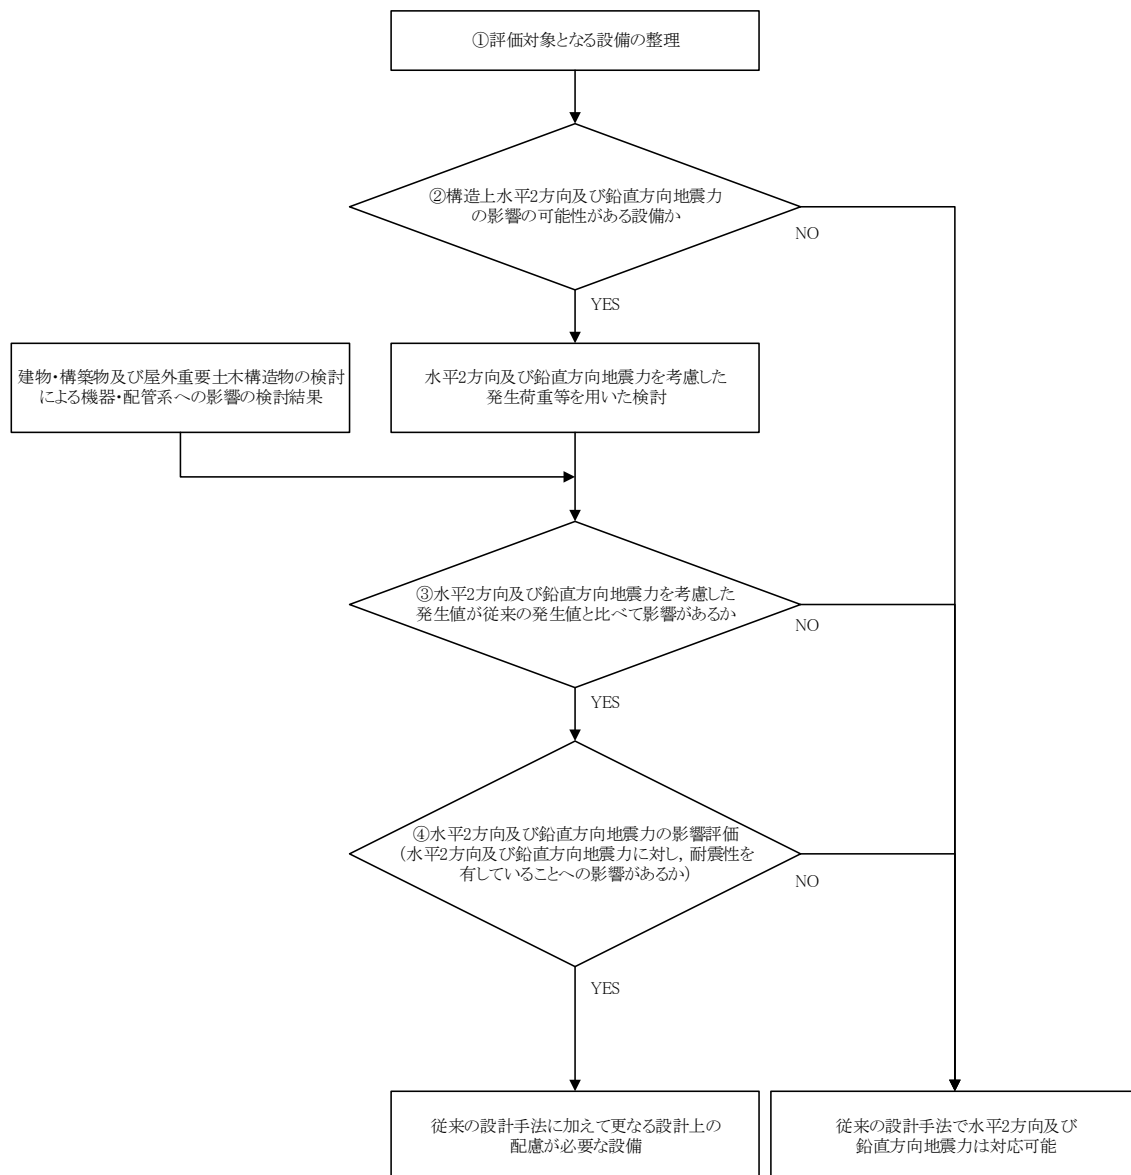 ①評価対象となる設備の整理
②構造上水平2方向及び鉛直方向地震力
の影響の可能性がある設備か
NO
YES
建物・構築物及び屋外重要土木構造物の検討
による機器・配管系への影響の検討結果
水平2方向及び鉛直方向地震力を考慮した
発生荷重等を用いた検討
③水平2方向及び鉛直方向地震力を考慮した
発生値が従来の発生値と比べて影響があるか
NO
YES
④水平2方向及び鉛直方向地震力の影響評価
(水平2方向及び鉛直方向地震力に対し，耐震性を
有していることへの影響があるか)
NO
YES
従来の設計手法に加えて更なる設計上の
配慮が必要な設備
従来の設計手法で水平2方向及び
鉛直方向地震力は対応可能